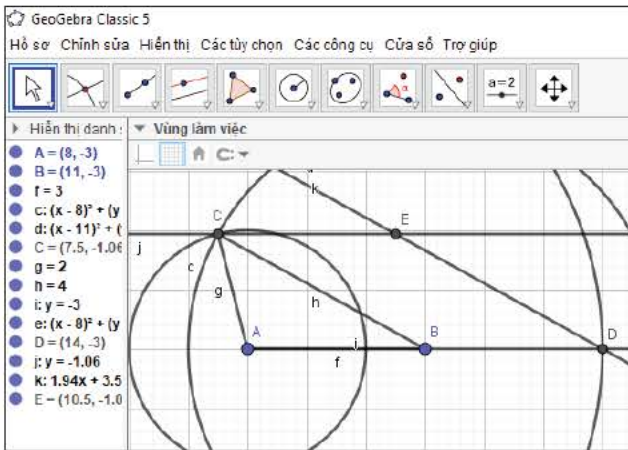 GeoGebra Classic 5
Hồ sơ Chỉnh sửa Hiển thị Các tùy chọn Các công cụ Cửa sổ Trợ giúp
α
a=2
Hiển thị danh s
Vùng làm việc
A = (8, -3)
B = (11, -3)
f = 3
c: (x - 8)² + (y
d: (x - 11)² + (
C = (7.5, -1.06
g = 2
h = 4
i: y = -3
e: (x - 8)² + (y
D = (14, -3)
j: y = -1.06
k: 1.94x + 3.5
E = (10.5, -1.0
k
C
E
j
c
g
h
A
i
B
D
f